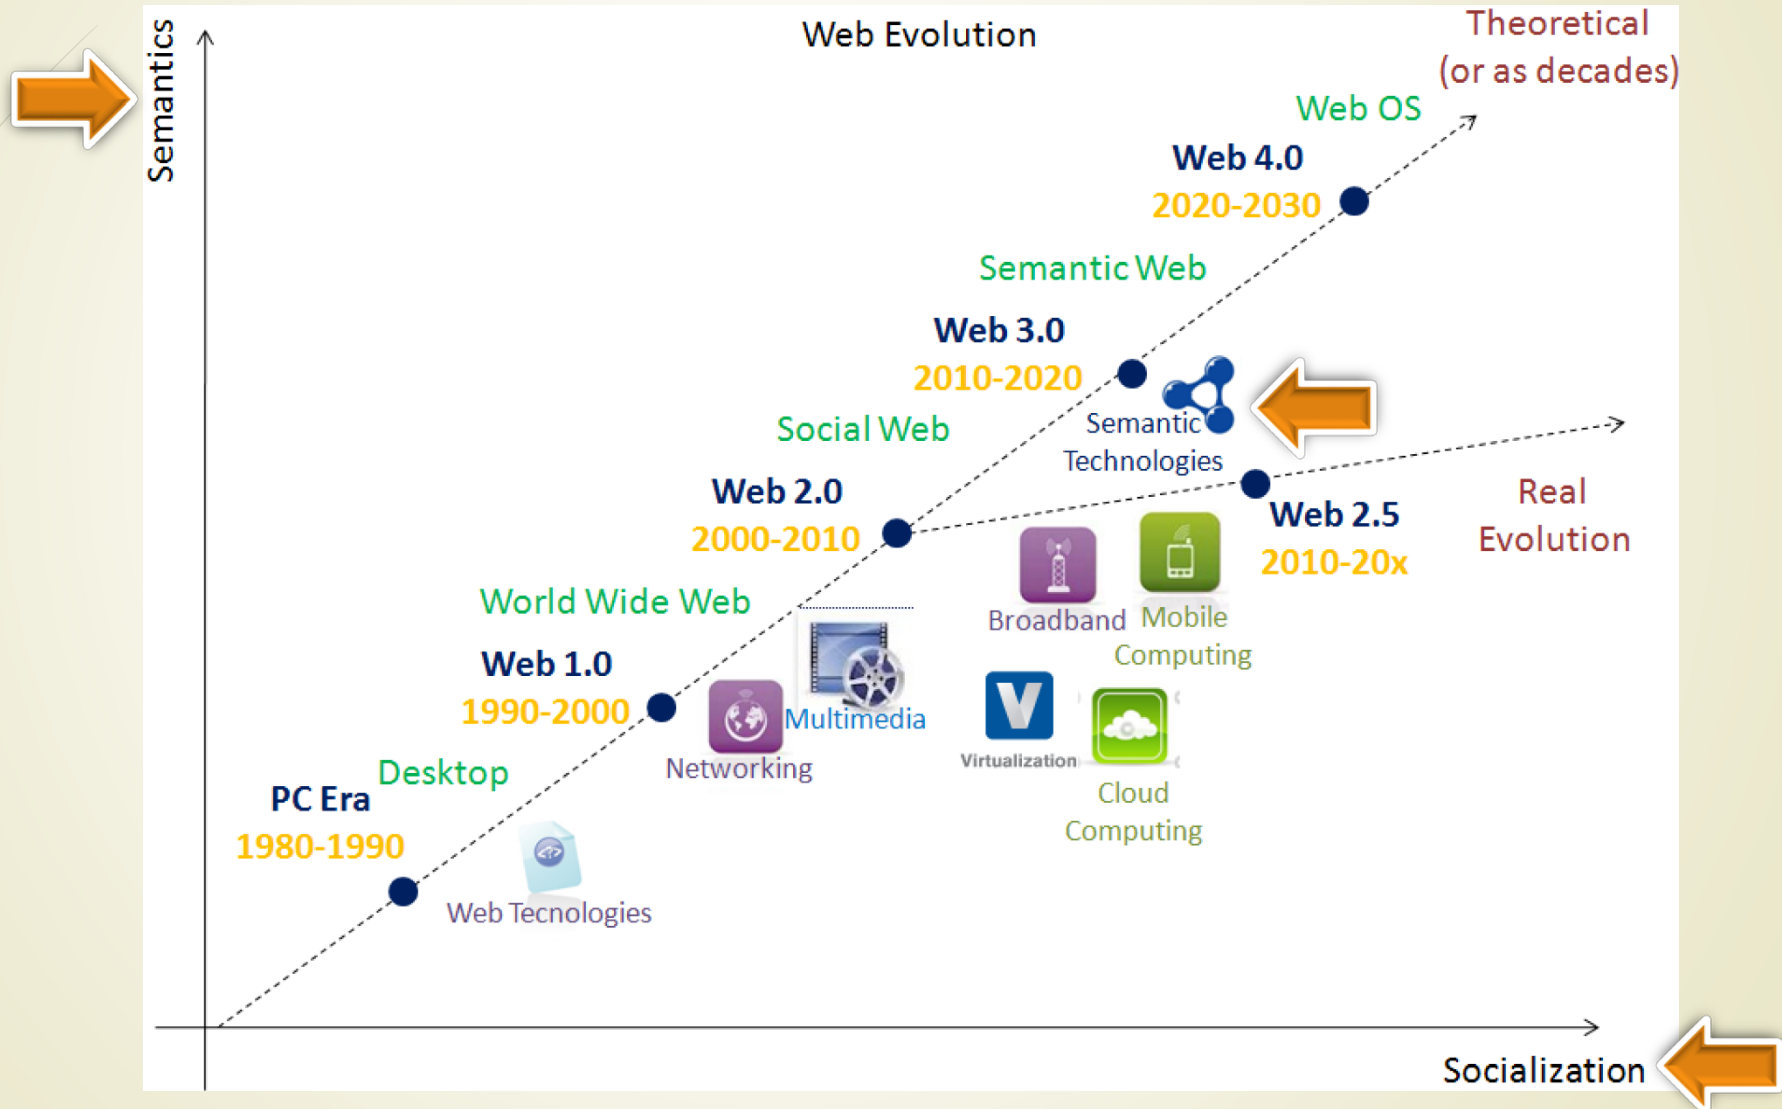 Web Evolution
Theoretical
(or as decades)
Semantics
Web OS
Web 4.0
2020-2030
Semantic Web
Web 3.0
2010-2020
Semantic
Technologies
Social Web
Web 2.0
2000-2010
Web 2.5
2010-20x
Real
Evolution
World Wide Web
Broadband
Mobile
Computing
Web 1.0
1990-2000
Multimedia
Networking
V
Virtualization
Cloud
Computing
Desktop
PC Era
1980-1990
<?>
Web Tecnologies
Socialization